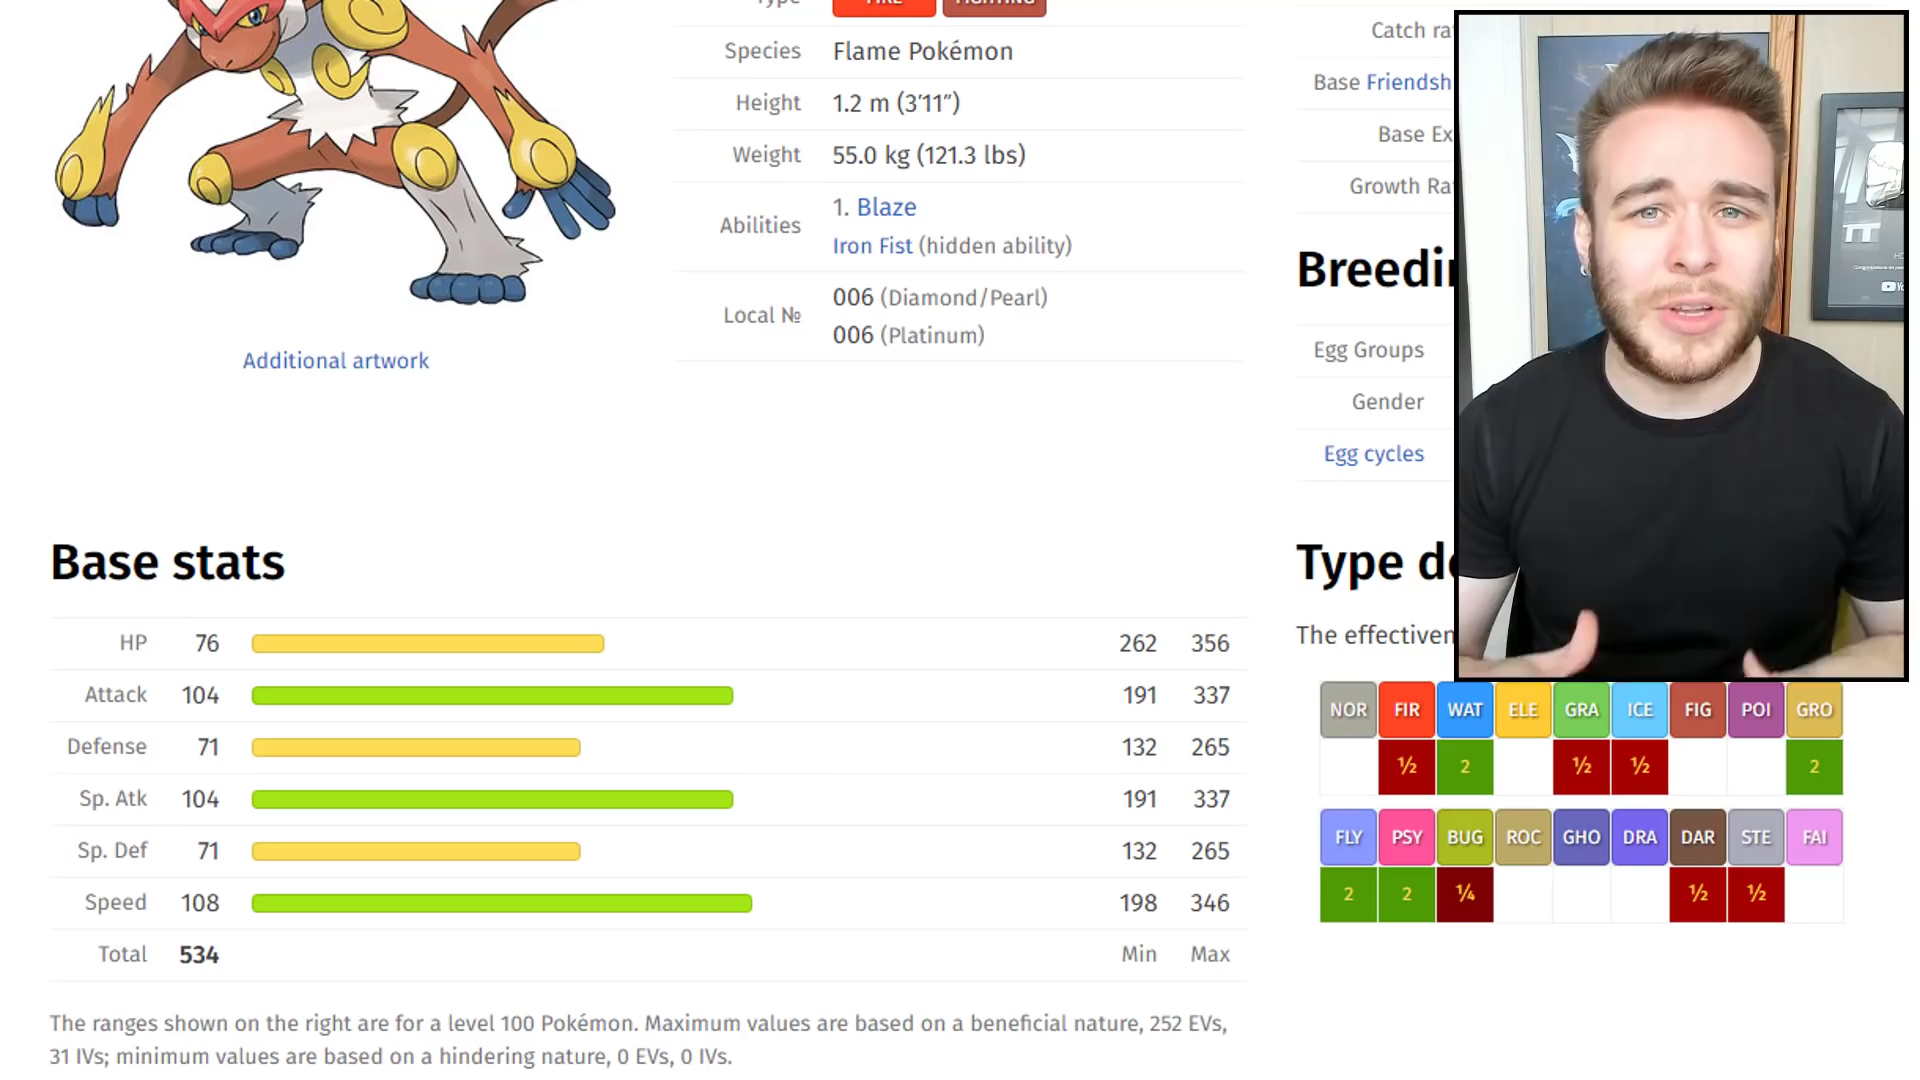 Type FIRE FIGHTING
Species Flame Pokémon
Height 1.2 m (3′11″)
Weight 55.0 kg (121.3 lbs)
Abilities 1. Blaze
Iron Fist (hidden ability)
Local № 006 (Diamond/Pearl)
006 (Platinum)
Additional artwork
Catch ra
Base Friendsh
Base Ex
Growth Ra
Breedin
Egg Groups
Gender
Egg cycles
Base stats
HP 76 262 356
Attack 104 191 337
Defense 71 132 265
Sp. Atk 104 191 337
Sp. Def 71 132 265
Speed 108 198 346
Total 534 Min Max
The ranges shown on the right are for a level 100 Pokémon. Maximum values are based on a beneficial nature, 252 EVs,
31 IVs; minimum values are based on a hindering nature, 0 EVs, 0 IVs.
Type de
The effectiven
NOR FIR WAT ELE GRA ICE FIG POI GRO
½ 2 ½ ½ 2
FLY PSY BUG ROC GHO DRA DAR STE FAI
2 2 ¼ ½ ½